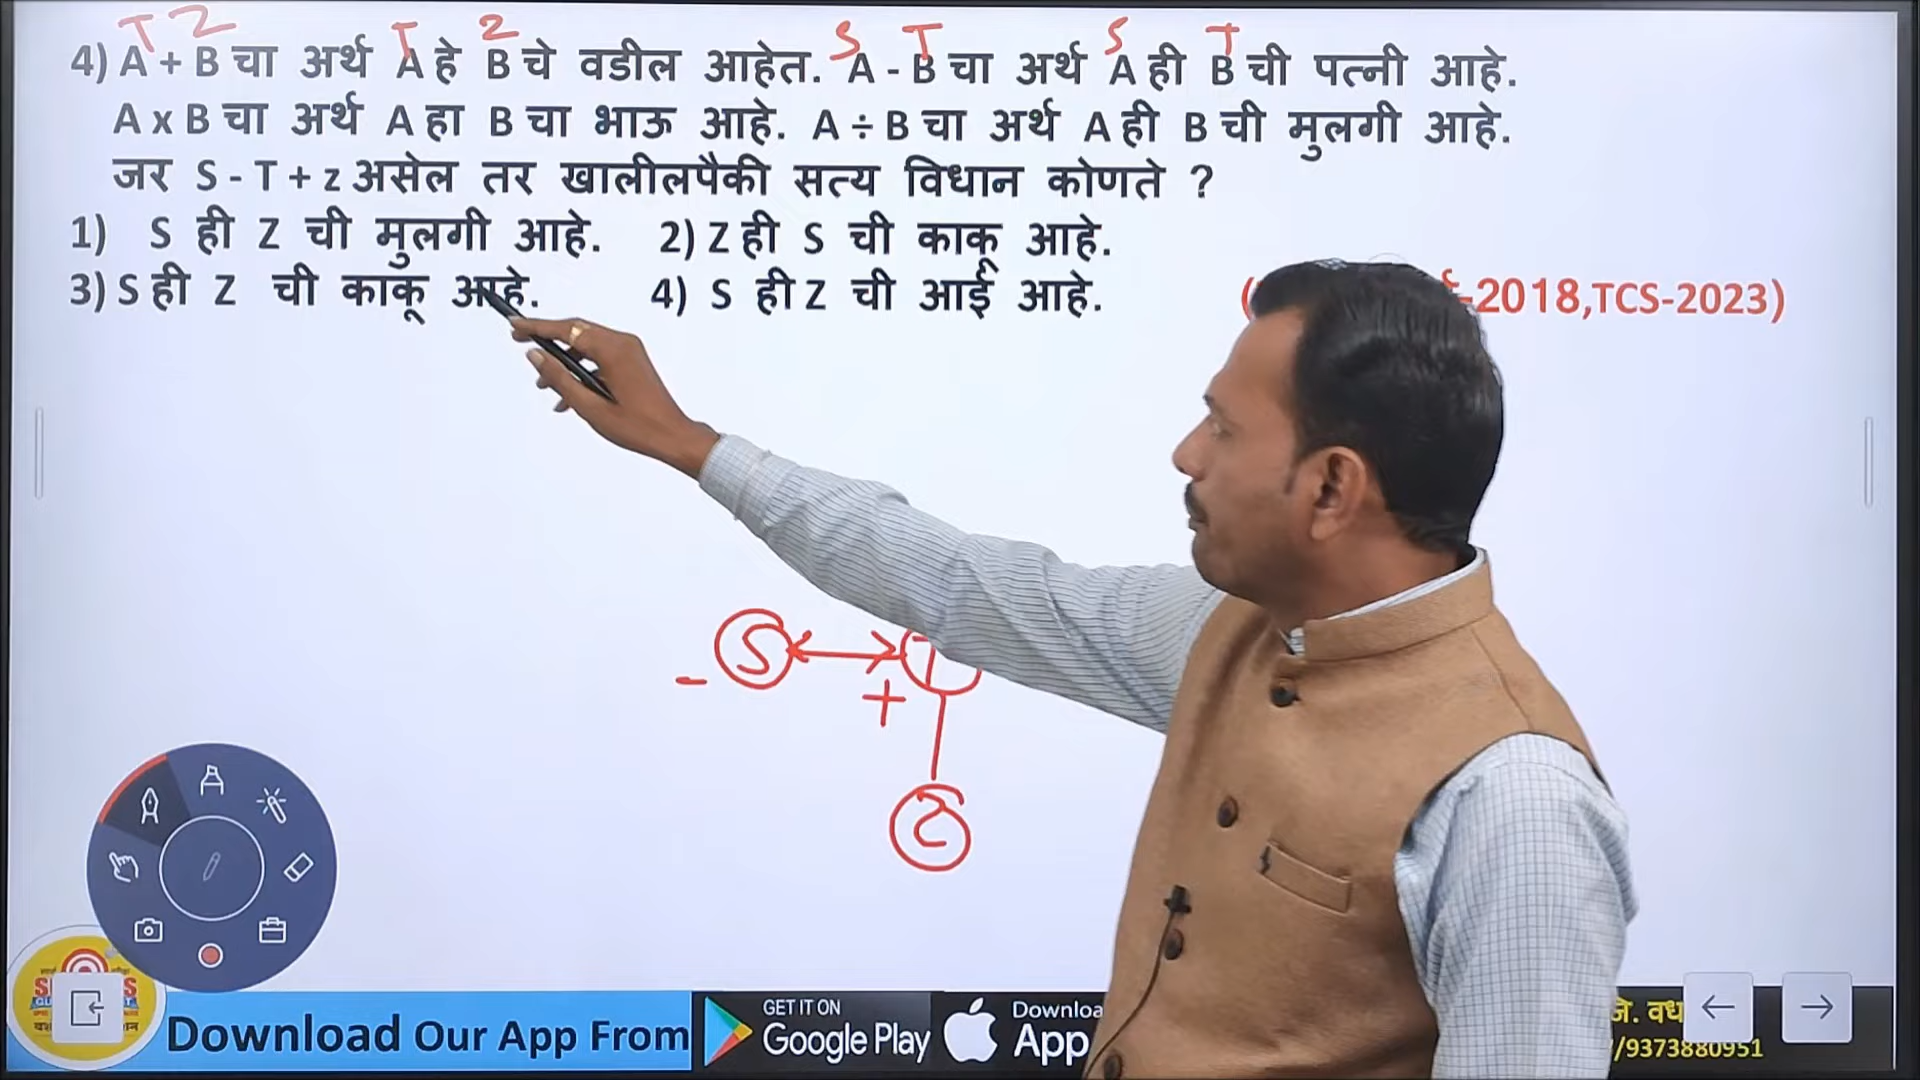 T Z T 2 S T S T
4) A + B चा अर्थ A हे B चे वडील आहेत. A - B चा अर्थ A ही B ची पत्नी आहे.
A x B चा अर्थ A हा B चा भाऊ आहे. A ÷ B चा अर्थ A ही B ची मुलगी आहे.
जर S - T + z असेल तर खालीलपैकी सत्य विधान कोणते ?
1) S ही Z ची मुलगी आहे. 2) Z ही S ची काकू आहे.
3) S ही Z ची काकू आहे. 4) S ही Z ची आई आहे.
-2018,TCS-2023)
S T
- +
Download Our App From
GET IT ON
Google Play
App
जि.
/9373880951